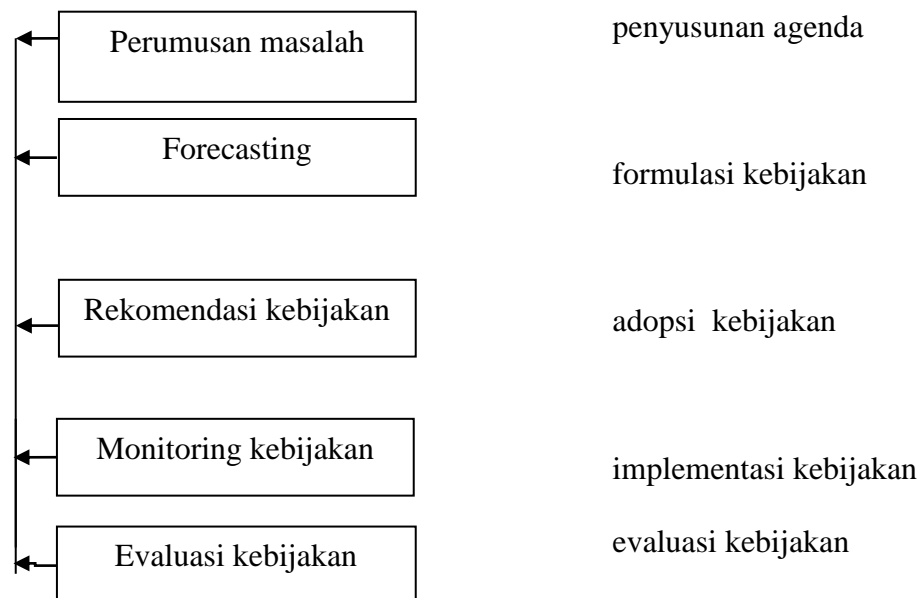 Perumusan masalah
penyusunan agenda
Forecasting
formulasi kebijakan
Rekomendasi kebijakan
adopsi kebijakan
Monitoring kebijakan
implementasi kebijakan
Evaluasi kebijakan
evaluasi kebijakan